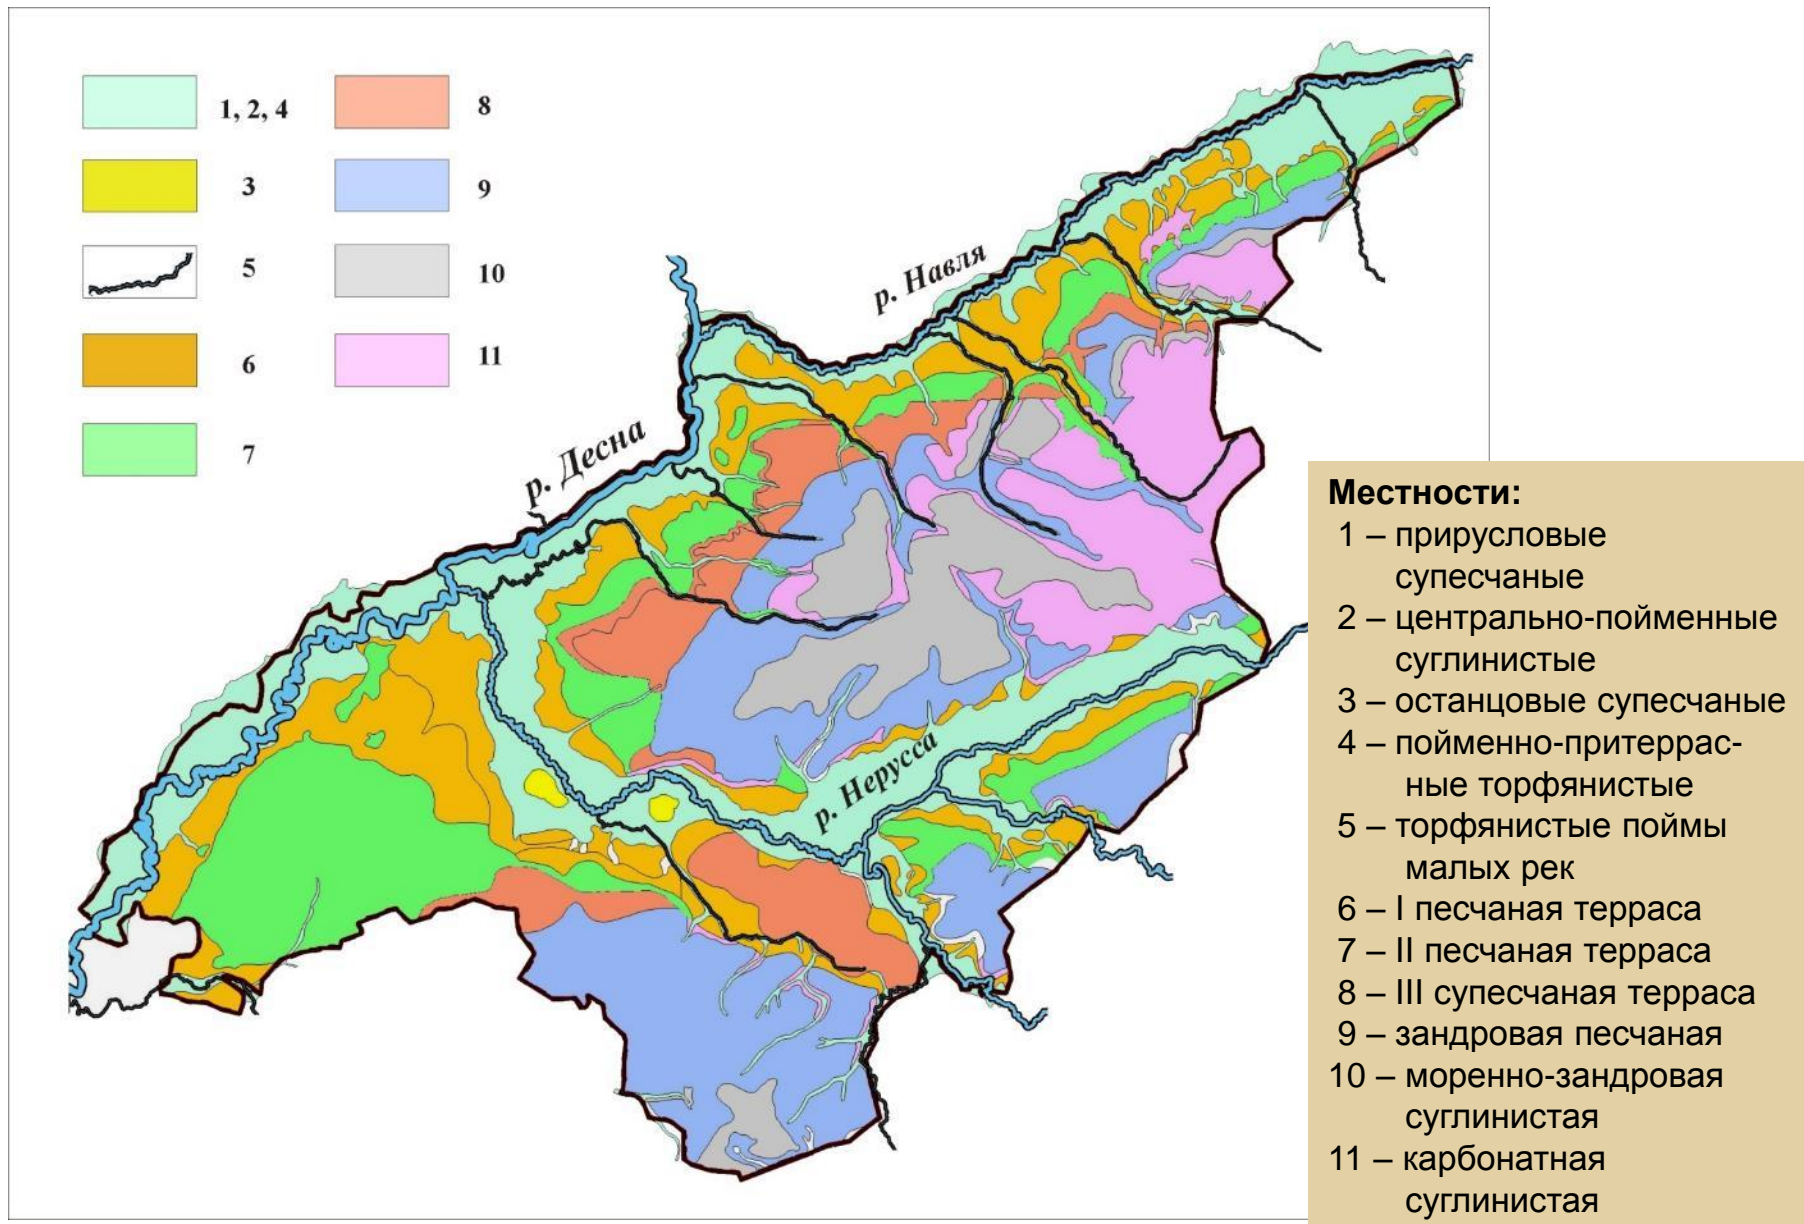 1, 2, 4
8
3
9
5
10
6
11
7
р. Навля
р. Десна
р. Нерусса
Местности:
1 – прирусловые
супесчаные
2 – центрально-пойменные
суглинистые
3 – останцовые супесчаные
4 – пойменно-притеррас-
ные торфянистые
5 – торфянистые поймы
малых рек
6 – I песчаная терраса
7 – II песчаная терраса
8 – III супесчаная терраса
9 – зандровая песчаная
10 – моренно-зандровая
суглинистая
11 – карбонатная
суглинистая